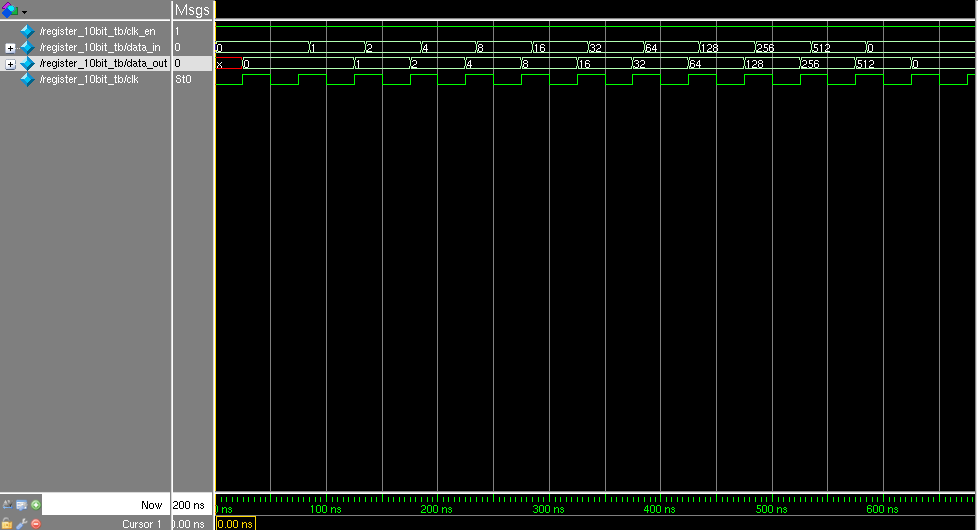 Msgs
/register_10bit_tb/clk_en 1
/register_10bit_tb/data_in 0 0 1 2 4 8 16 32 64 128 256 512 0
/register_10bit_tb/data_out 0 x 0 1 2 4 8 16 32 64 128 256 512 0
/register_10bit_tb/clk St0
Now 200 ns ns 100 ns 200 ns 300 ns 400 ns 500 ns 600 ns
Cursor 1 0.00 ns 0.00 ns